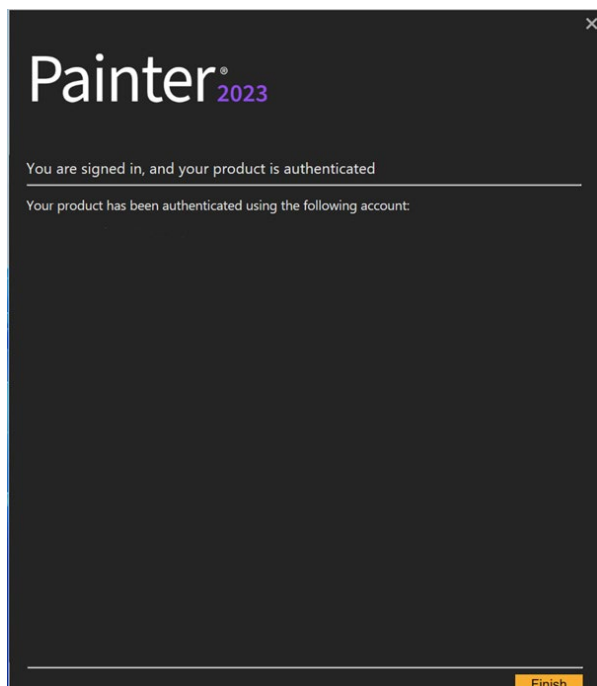 Painter®
2023
You are signed in, and your product is authenticated
Your product has been authenticated using the following account:
Finish